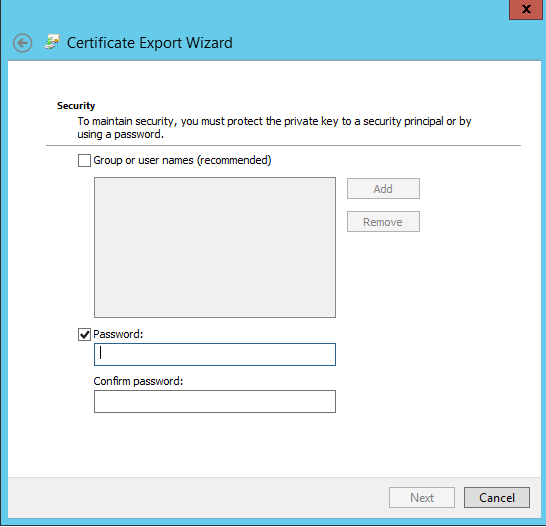 x
Certificate Export Wizard
Security
To maintain security, you must protect the private key to a security principal or by
using a password.
Group or user names (recommended)
Add
Remove
Password:
Confirm password:
Next
Cancel